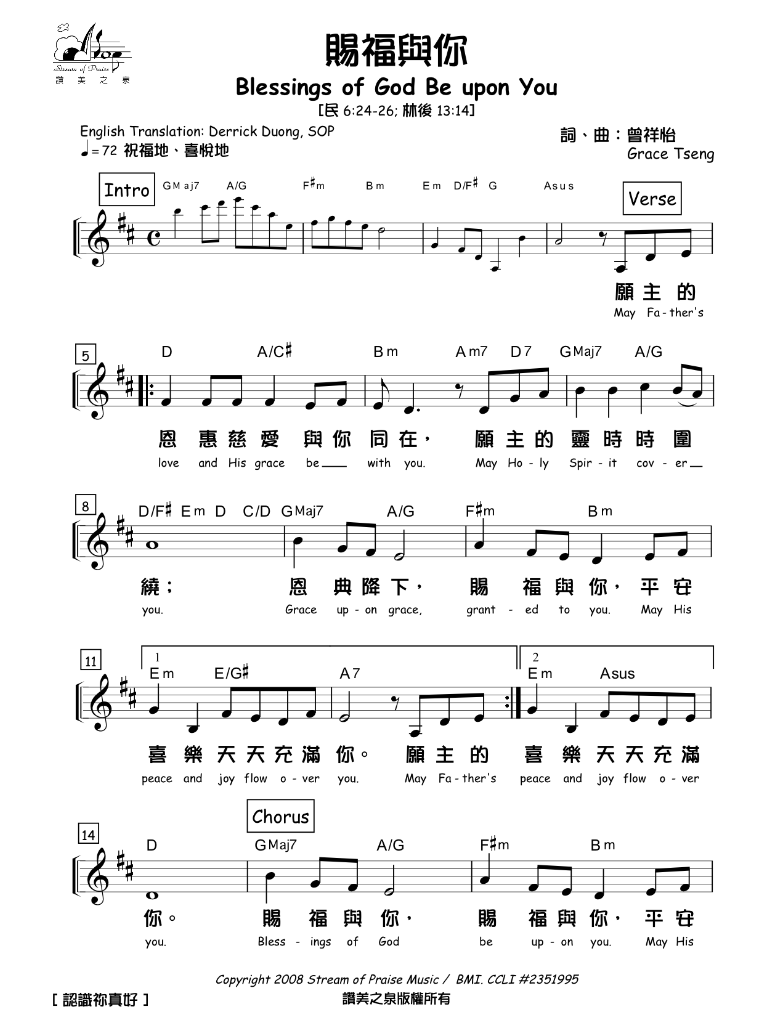 Stream of Praise
讚美之泉
賜福與你
Blessings of God Be upon You
[民 6:24-26; 林後 13:14]
English Translation: Derrick Duong, SOP
♩=72 祝福地、喜悅地
詞、曲：曾祥怡
Grace Tseng
Intro
GMaj7 A/G F#m Bm Em D/F# G Asus
Verse
願 主 的
May Fa-ther's
5
D A/C# Bm Am7 D7 GMaj7 A/G
恩 惠 慈 愛 與 你 同 在， 願 主 的 靈 時 時 圍
love and His grace be___ with you. May Ho-ly Spir-it cov-er__
8
D/F# Em D C/D GMaj7 A/G F#m Bm
繞； 恩 典 降 下， 賜 福 與 你， 平 安
you. Grace up-on grace, grant-ed to you. May His
11
1 2
Em E/G# A7 Em Asus
喜 樂 天 天 充 滿 你。 願 主 的 喜 樂 天 天 充 滿
peace and joy flow o-ver you. May Fa-ther's peace and joy flow o-ver
14
Chorus
D GMaj7 A/G F#m Bm
你。 賜 福 與 你， 賜 福 與 你， 平 安
you. Bless-ings of God be up-on you. May His
Copyright 2008 Stream of Praise Music / BMI. CCLI #2351995
[ 認識祢真好 ]
讚美之泉版權所有